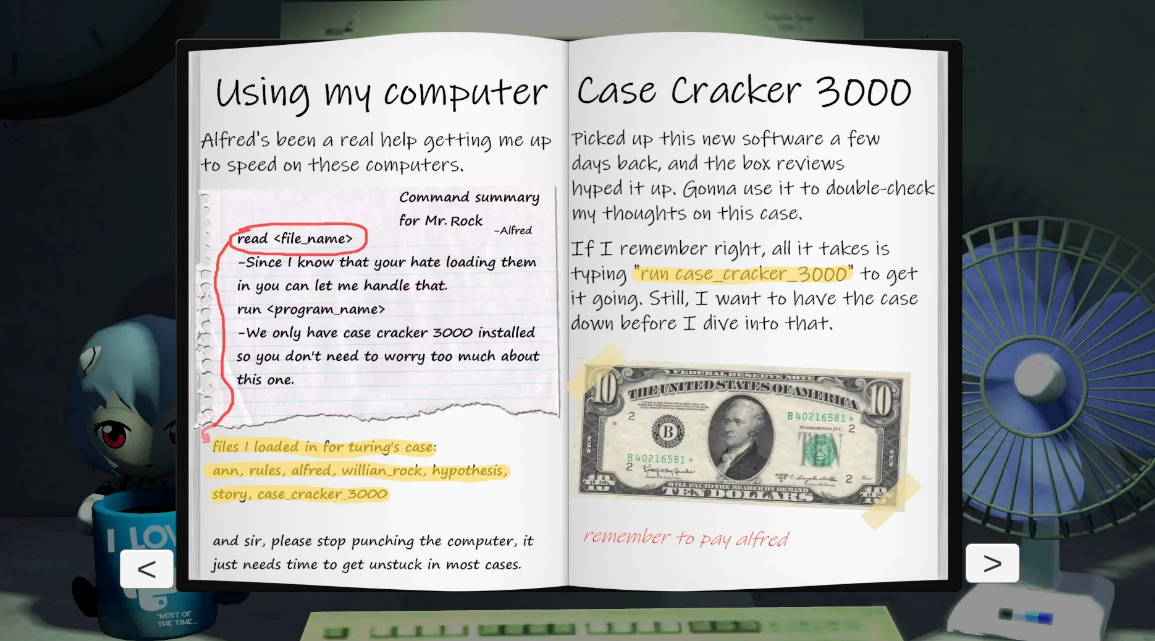 Using my computer
Alfred's been a real help getting me up
to speed on these computers.
Command summary
for Mr. Rock
~Alfred
read <file_name>
-Since I know that your hate loading them
in you can let me handle that.
run <program_name>
-We only have case cracker 3000 installed
so you don't need to worry too much about
this one.
files I loaded in for turing's case:
ann, rules, alfred, willian_rock, hypothesis,
story, case_cracker_3000
and sir, please stop punching the computer, it
just needs time to get unstuck in most cases.
<
I LOV
"MOST OF
THE TIME..
Case Cracker 3000
Picked up this new software a few
days back, and the box reviews
hyped it up. Gonna use it to double-check
my thoughts on this case.
If I remember right, all it takes is
typing "run case_cracker_3000" to get
it going. Still, I want to have the case
down before I dive into that.
FEDERAL RESERVE NOTE
THE UNITED STATES OF AMERICA
10
10
B 40216581 *
WASHINGTON, D.C.
2
2
B
B 40216581 *
2
2
WILL PAY TO THE BEARER ON DEMAND
TEN DOLLARS
remember to pay alfred
>